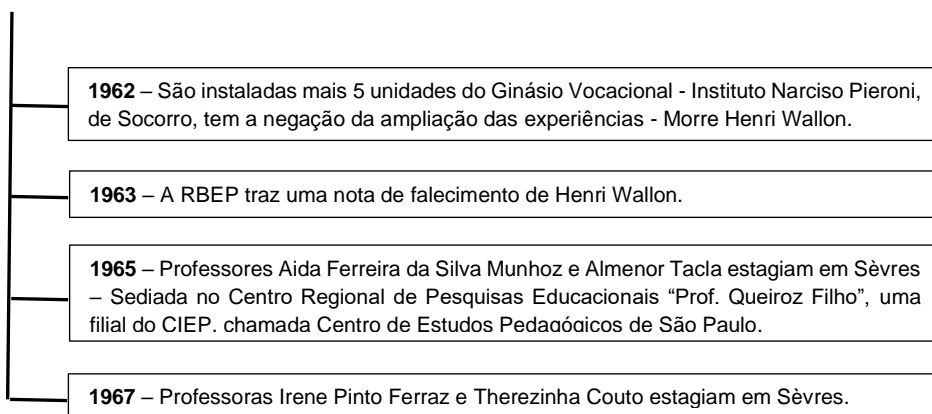 1962 – São instaladas mais 5 unidades do Ginásio Vocacional - Instituto Narciso Pieroni,
de Socorro, tem a negação da ampliação das experiências - Morre Henri Wallon.
1963 – A RBEP traz uma nota de falecimento de Henri Wallon.
1965 – Professores Aida Ferreira da Silva Munhoz e Almenor Tacla estagiam em Sèvres
– Sediada no Centro Regional de Pesquisas Educacionais “Prof. Queiroz Filho”, uma
filial do CIEP, chamada Centro de Estudos Pedagógicos de São Paulo.
1967 – Professoras Irene Pinto Ferraz e Therezinha Couto estagiam em Sèvres.